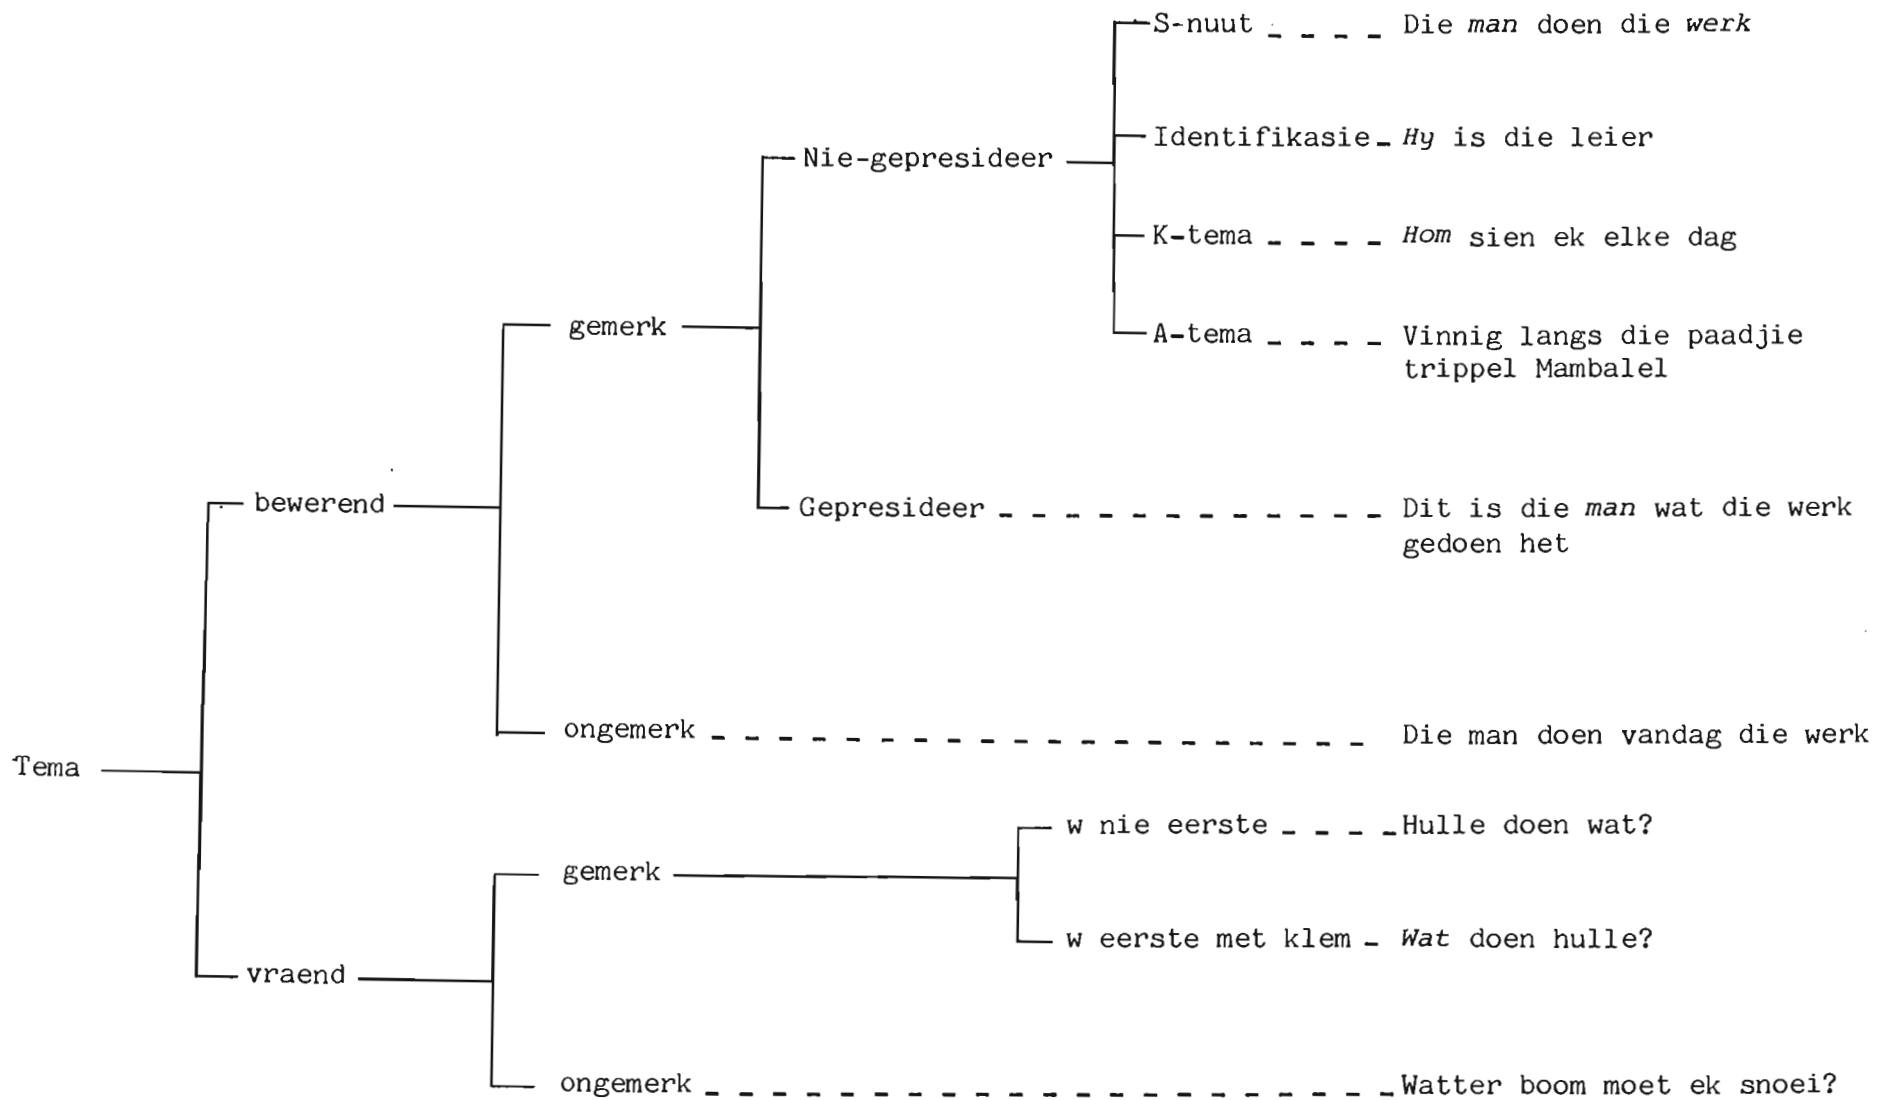 S-nuut Die man doen die werk
Identifikasie Hy is die leier
Nie-gepresideer
K-tema Hom sien ek elke dag
gemerk
A-tema Vinnig langs die paadjie
trippel Mambalel
bewerend
Gepresideer Dit is die man wat die werk
gedoen het
ongemerk Die man doen vandag die werk
Tema
w nie eerste Hulle doen wat?
gemerk
w eerste met klem Wat doen hulle?
vraend
ongemerk Watter boom moet ek snoei?